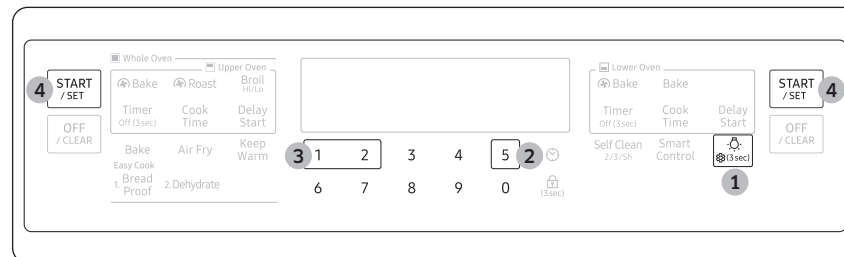 Whole Oven
Upper Oven
Lower Oven
4 START / SET
OFF / CLEAR
Bake Roast Broil
Hi/Lo
Timer Cook Delay
Off (3 sec) Time Start
Bake Air Fry Keep
Warm
Easy Cook
1. Bread Proof 2. Dehydrate
3 1 2 3 4 5 2
6 7 8 9 0 (3 sec)
Bake Bake
Timer Cook Delay
Off (3 sec) Time Start
Self Clean Smart
2/3/5h Control (3 sec)
1
START / SET 4
OFF / CLEAR